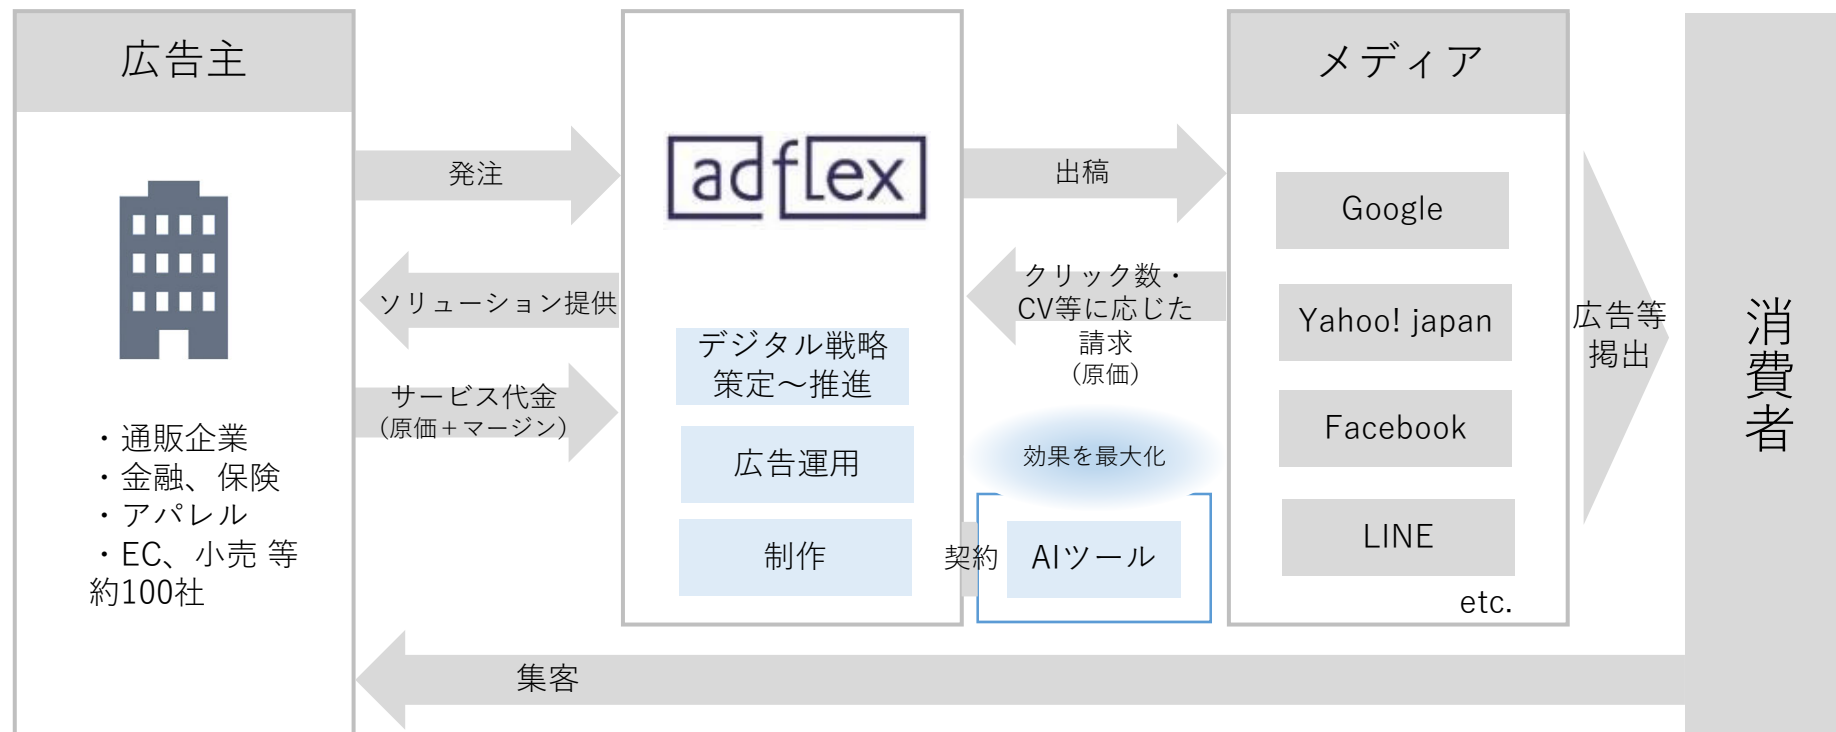 広告主
・通販企業
・金融、保険
・アパレル
・EC、小売 等
約100社
発注
ソリューション提供
サービス代金
(原価+マージン)
adflex
デジタル戦略
策定～推進
広告運用
制作
出稿
クリック数・
CV等に応じた
請求
(原価)
効果を最大化
契約
AIツール
メディア
Google
Yahoo! japan
Facebook
LINE
etc.
広告等
掲出
消費者
集客